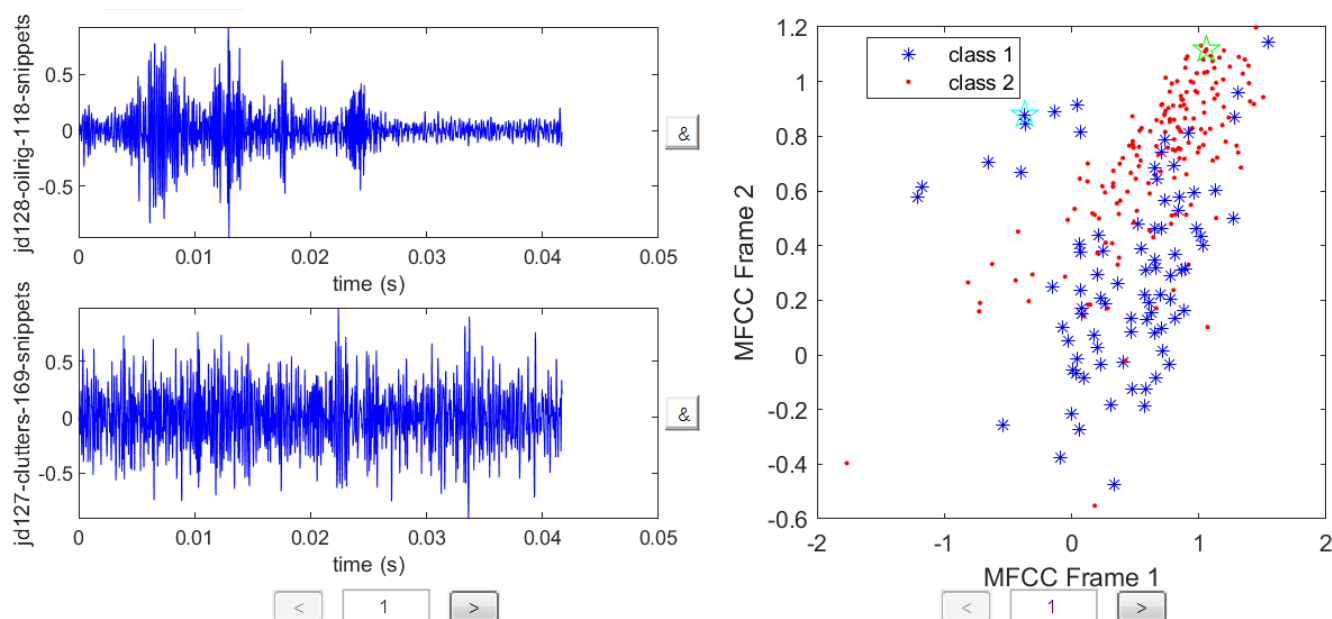 jd128-oilrig-118-snippets
0.5
0
-0.5
0 0.01 0.02 0.03 0.04 0.05
time (s)
&
jd127-clutters-169-snippets
0.5
0
-0.5
0 0.01 0.02 0.03 0.04 0.05
time (s)
&
< 1 >
MFCC Frame 2
1.2
1
0.8
0.6
0.4
0.2
0
-0.2
-0.4
-0.6
class 1
class 2
-2 -1 0 1 2
MFCC Frame 1
< 1 >